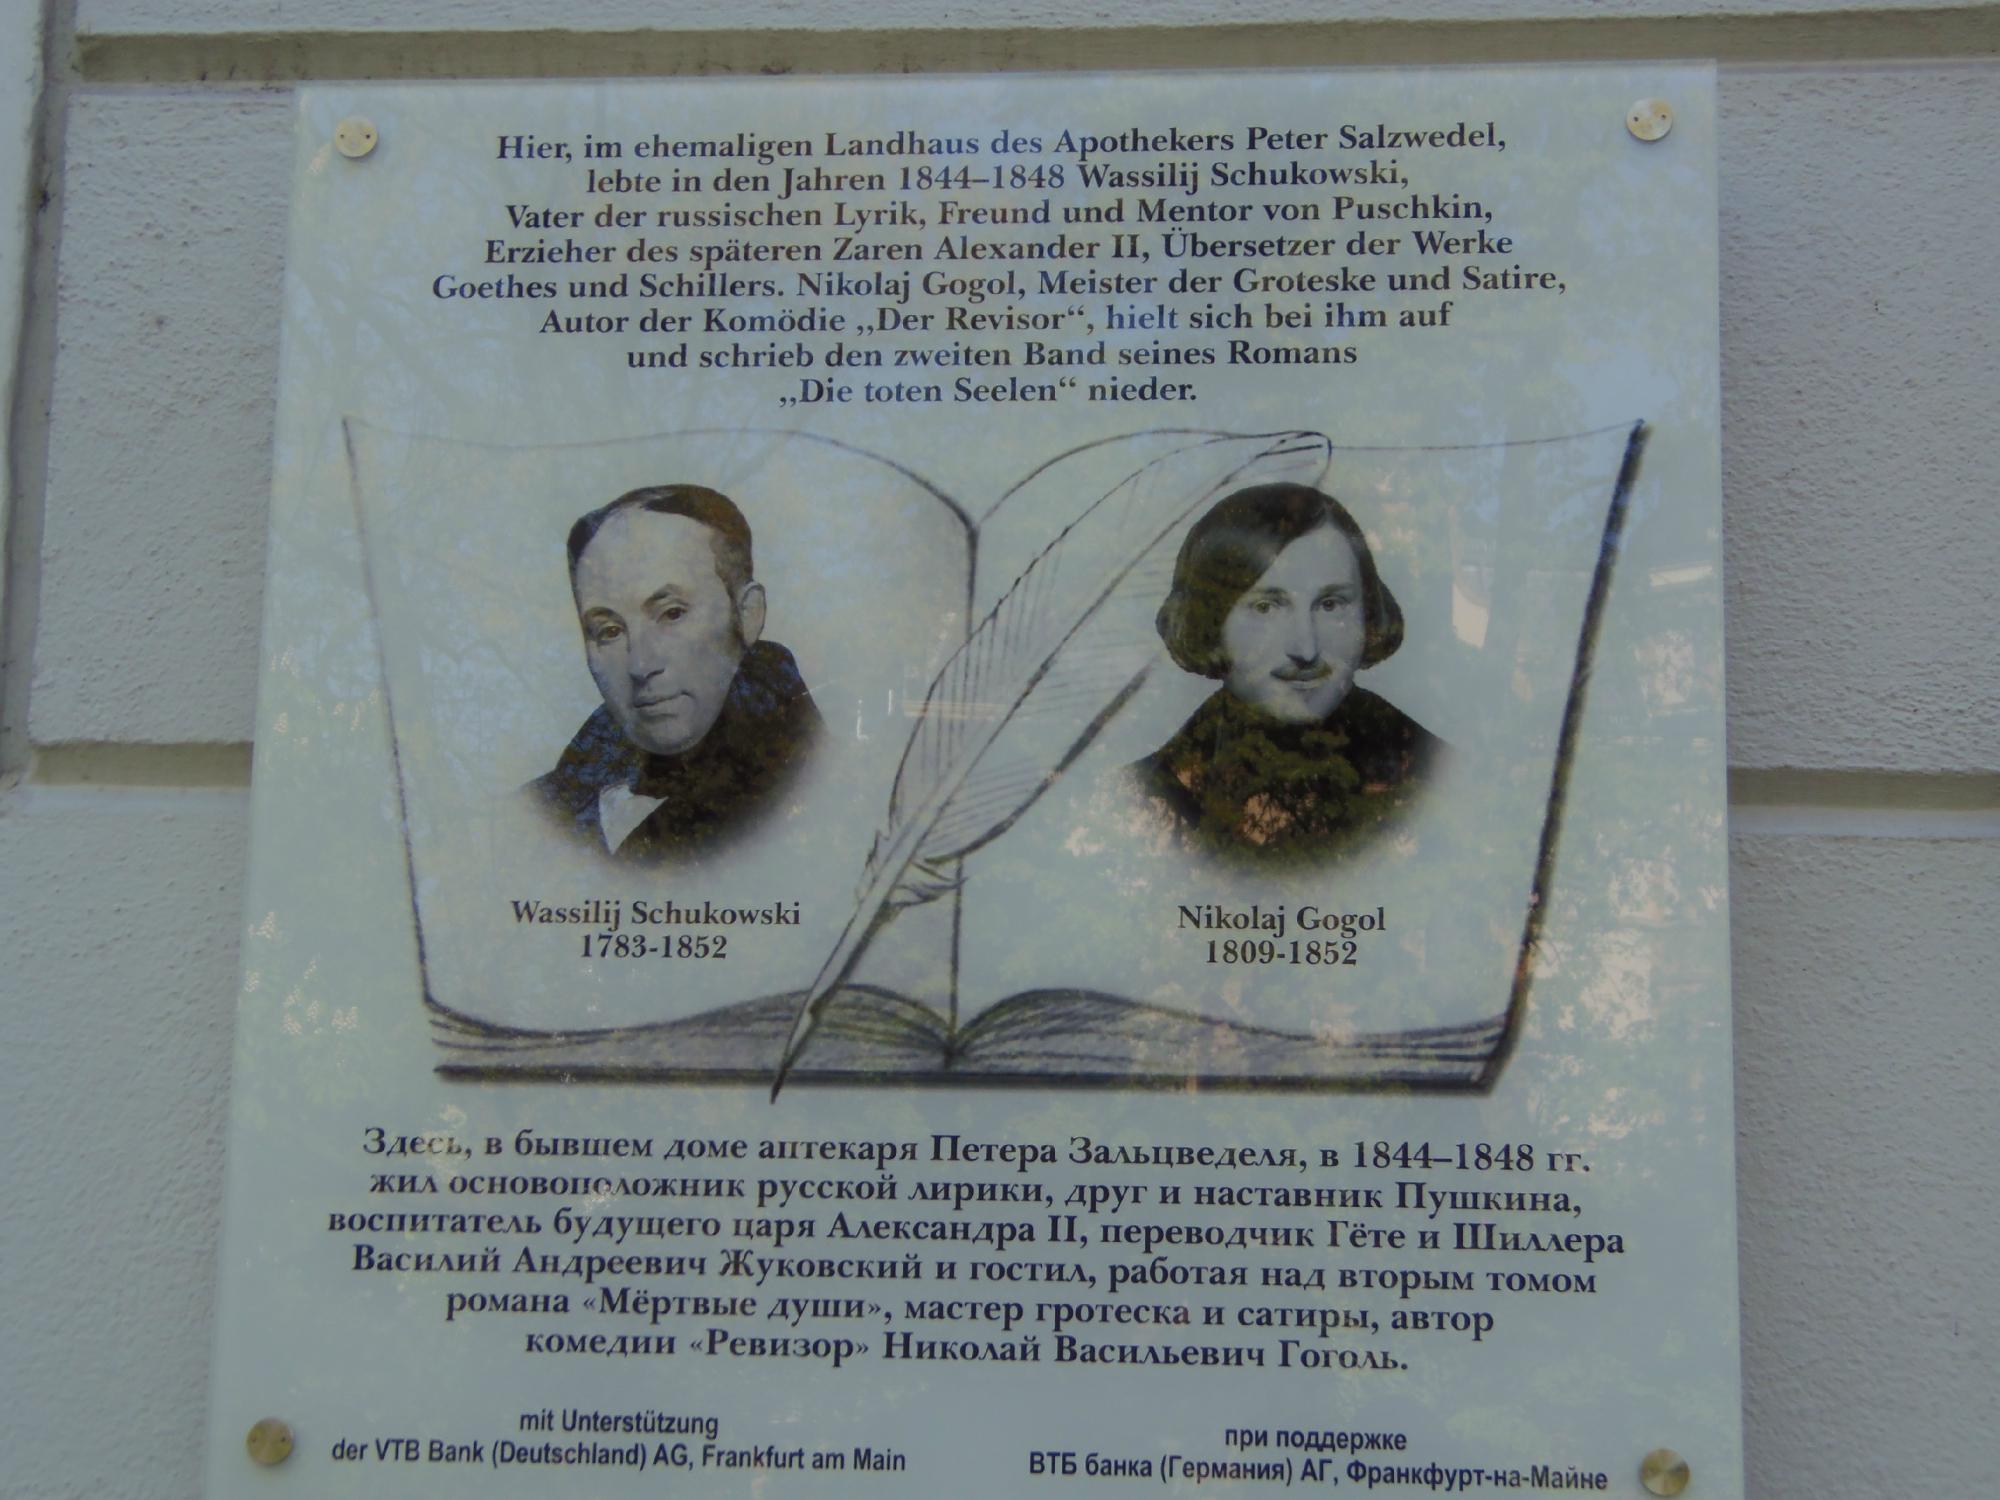 Hier, im ehemaligen Landhaus des Apothekers Peter Salzwedel,
lebte in den Jahren 1844–1848 Wassilij Schukowski,
Vater der russischen Lyrik, Freund und Mentor von Puschkin,
Erzieher des späteren Zaren Alexander II, Übersetzer der Werke
Goethes und Schillers. Nikolaj Gogol, Meister der Groteske und Satire,
Autor der Komödie „Der Revisor“, hielt sich bei ihm auf
und schrieb den zweiten Band seines Romans
„Die toten Seelen“ nieder.
Wassilij Schukowski
1783-1852
Nikolaj Gogol
1809-1852
Здесь, в бывшем доме аптекаря Петера Зальцведеля, в 1844–1848 гг.
жил основоположник русской лирики, друг и наставник Пушкина,
воспитатель будущего царя Александра II, переводчик Гёте и Шиллера
Василий Андреевич Жуковский и гостил, работая над вторым томом
романа «Мёртвые души», мастер гротеска и сатиры, автор
комедии «Ревизор» Николай Васильевич Гоголь.
mit Unterstützung
der VTB Bank (Deutschland) AG, Frankfurt am Main
при поддержке
ВТБ банка (Германия) АГ, Франкфурт-на-Майне